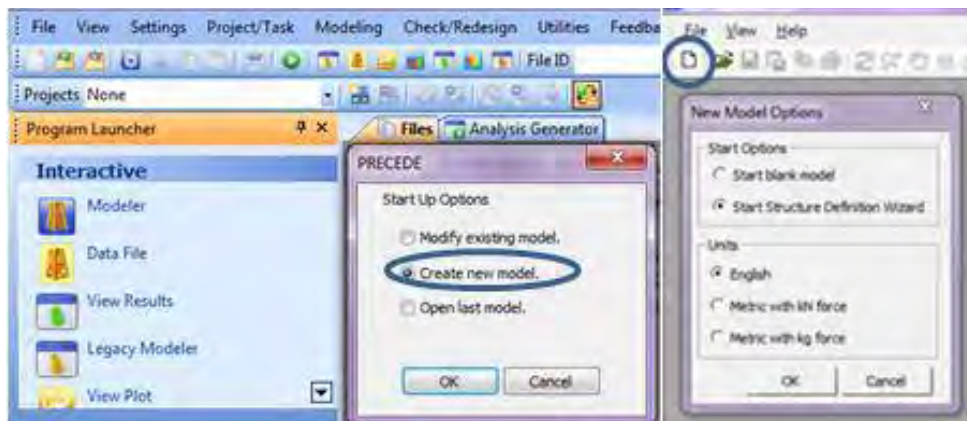 File View Settings Project/Task Modeling Check/Redesign Utilities Feedba
File ID
Projects None
Program Launcher
Files Analysis Generator
Interactive
Modeler
Data File
View Results
Legacy Modeler
View Plot
PRECEDE
Start Up Options
Modify existing model.
Create new model.
Open last model.
OK Cancel
File View Help
New Model Options
Start Options
Start blank model
Start Structure Definition Wizard
Units
English
Metric with kN force
Metric with kg force
OK Cancel